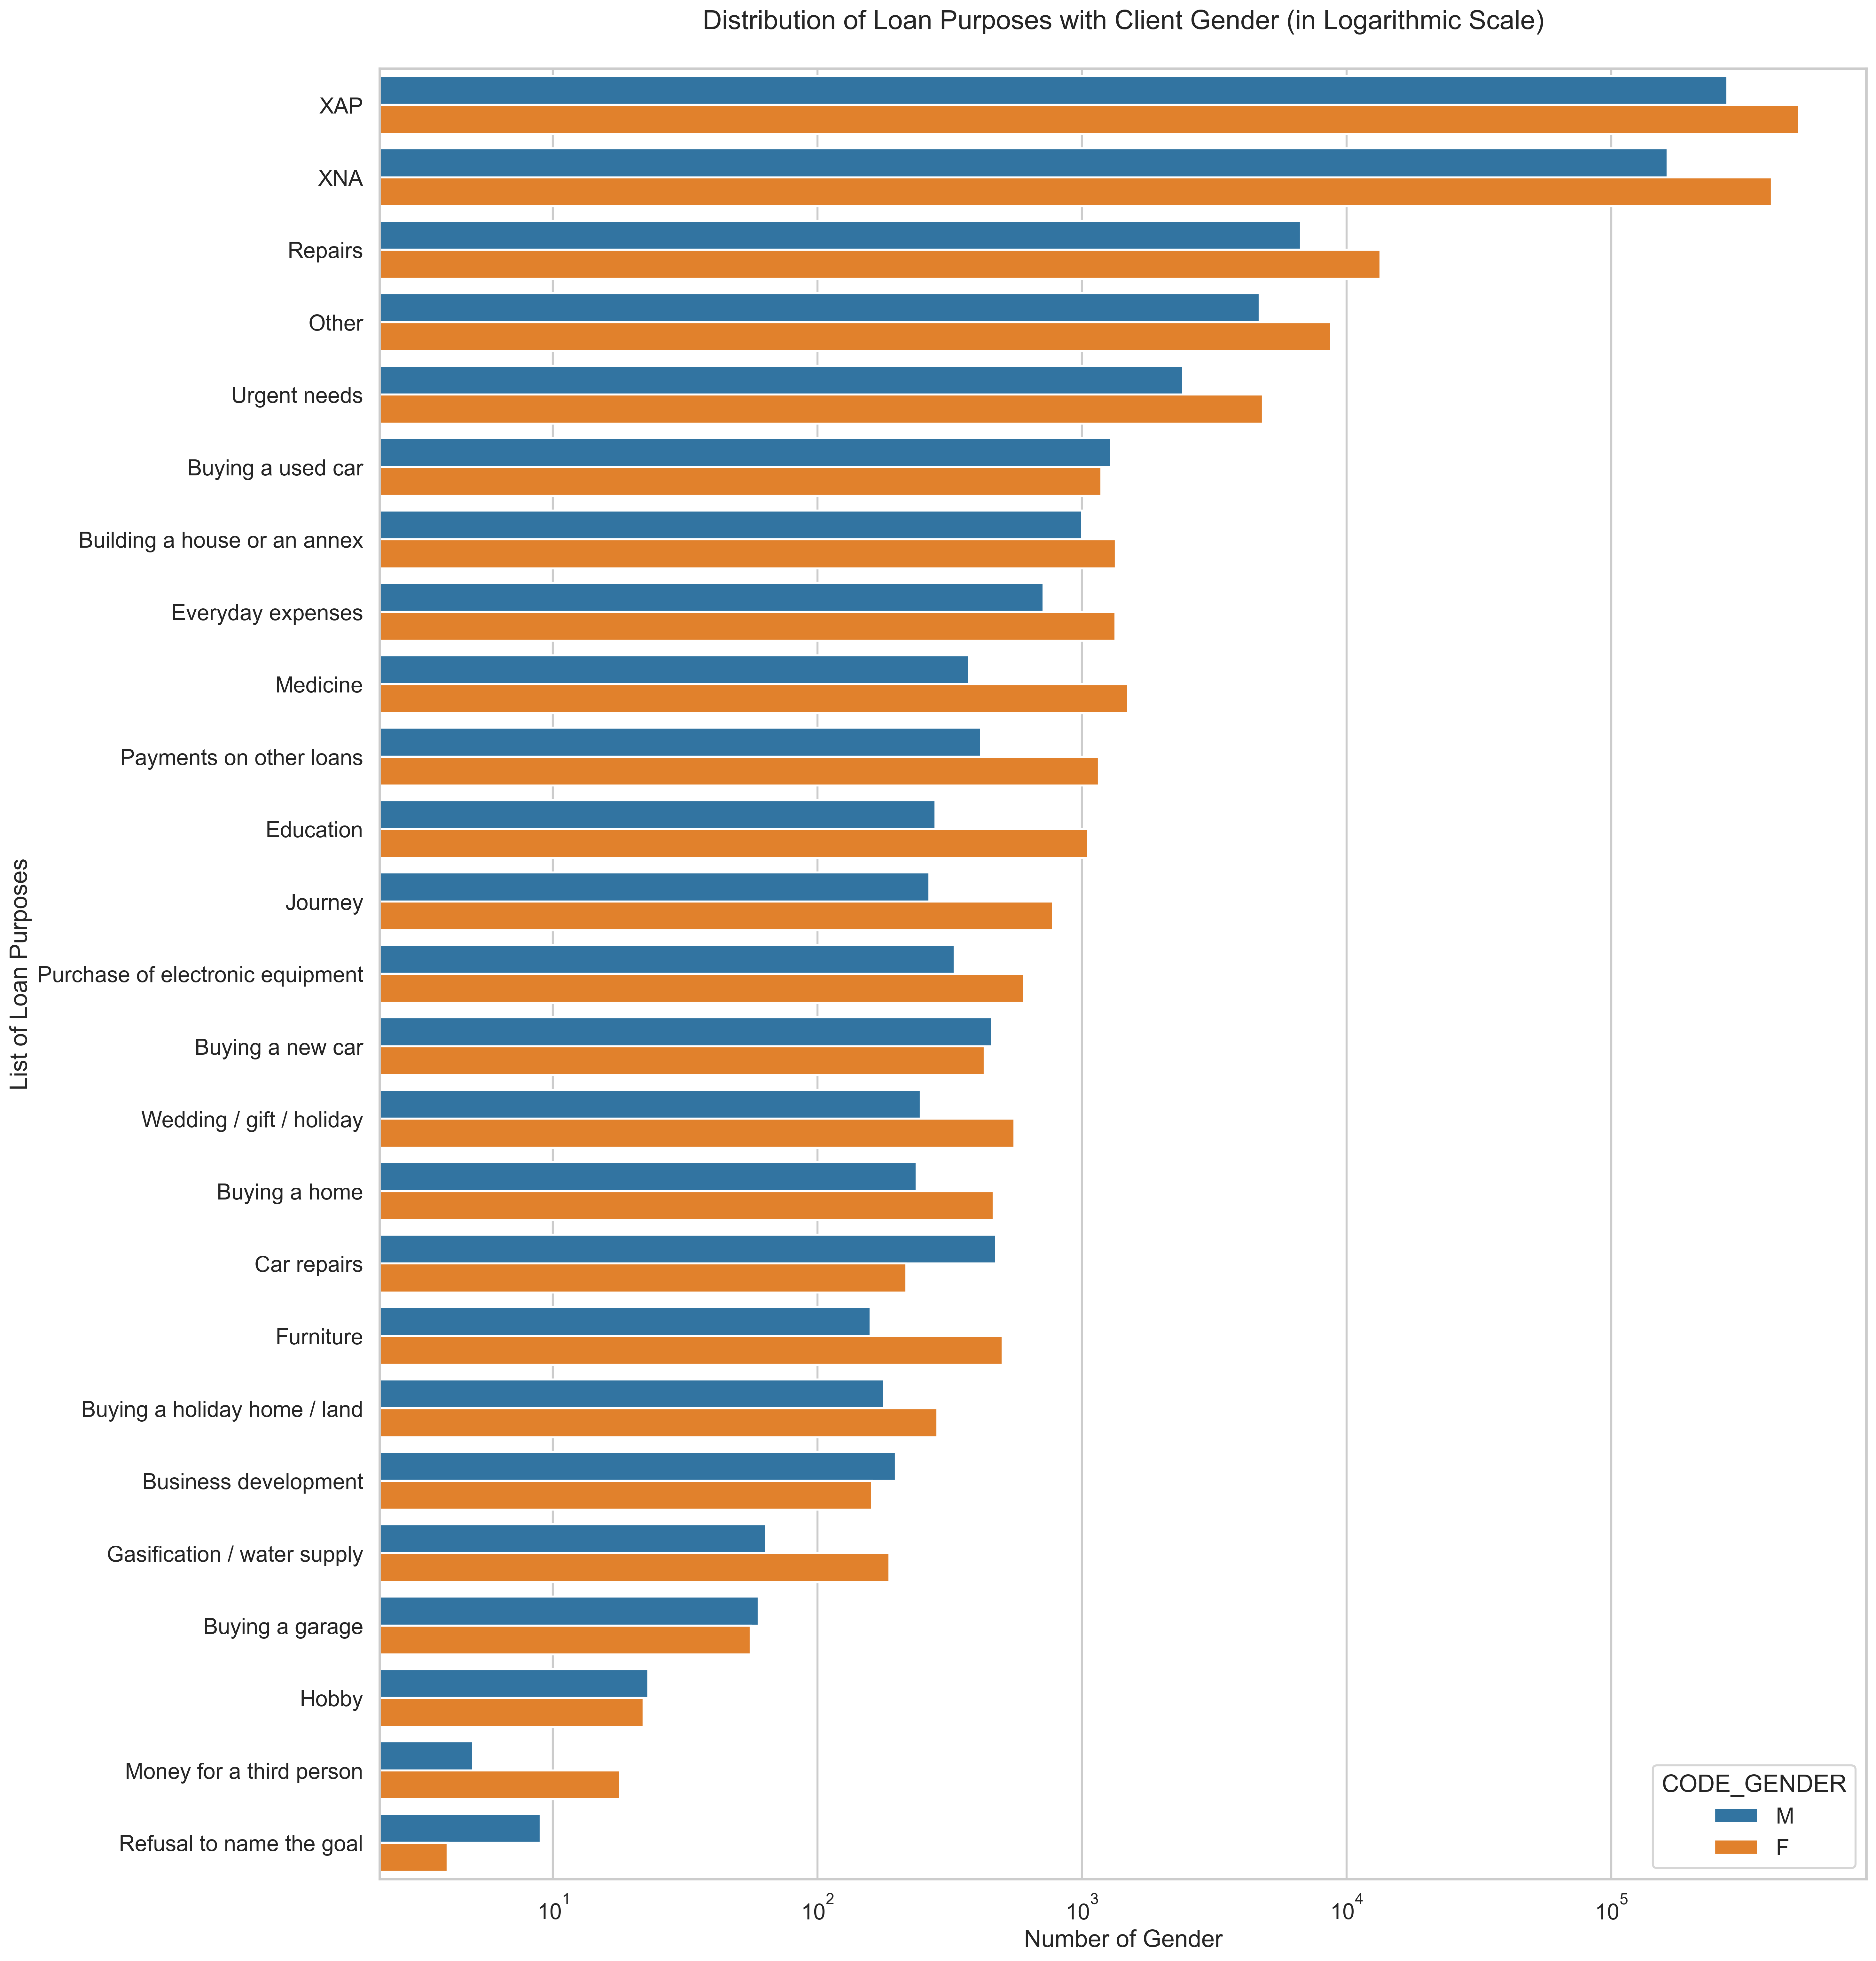 Distribution of Loan Purposes with Client Gender (in Logarithmic Scale)
List of Loan Purposes
XAP
XNA
Repairs
Other
Urgent needs
Buying a used car
Building a house or an annex
Everyday expenses
Medicine
Payments on other loans
Education
Journey
Purchase of electronic equipment
Buying a new car
Wedding / gift / holiday
Buying a home
Car repairs
Furniture
Buying a holiday home / land
Business development
Gasification / water supply
Buying a garage
Hobby
Money for a third person
Refusal to name the goal
CODE_GENDER
M
F
10¹ 10² 10³ 10⁴ 10⁵
Number of Gender